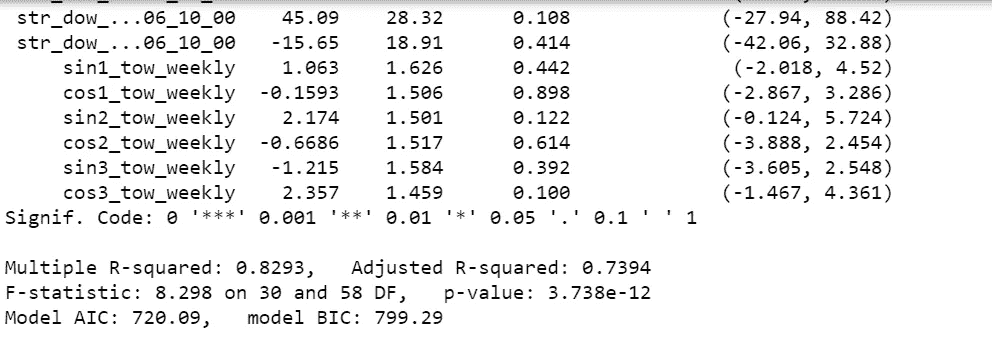 str_dow_...06_10_00 45.09 28.32 0.108 (-27.94, 88.42)
str_dow_...06_10_00 -15.65 18.91 0.414 (-42.06, 32.88)
sin1_tow_weekly 1.063 1.626 0.442 (-2.018, 4.52)
cos1_tow_weekly -0.1593 1.506 0.898 (-2.867, 3.286)
sin2_tow_weekly 2.174 1.501 0.122 (-0.124, 5.724)
cos2_tow_weekly -0.6686 1.517 0.614 (-3.888, 2.454)
sin3_tow_weekly -1.215 1.584 0.392 (-3.605, 2.548)
cos3_tow_weekly 2.357 1.459 0.100 (-1.467, 4.361)
Signif. Code: 0 '***' 0.001 '**' 0.01 '*' 0.05 '.' 0.1 ' ' 1
Multiple R-squared: 0.8293, Adjusted R-squared: 0.7394
F-statistic: 8.298 on 30 and 58 DF, p-value: 3.738e-12
Model AIC: 720.09, model BIC: 799.29